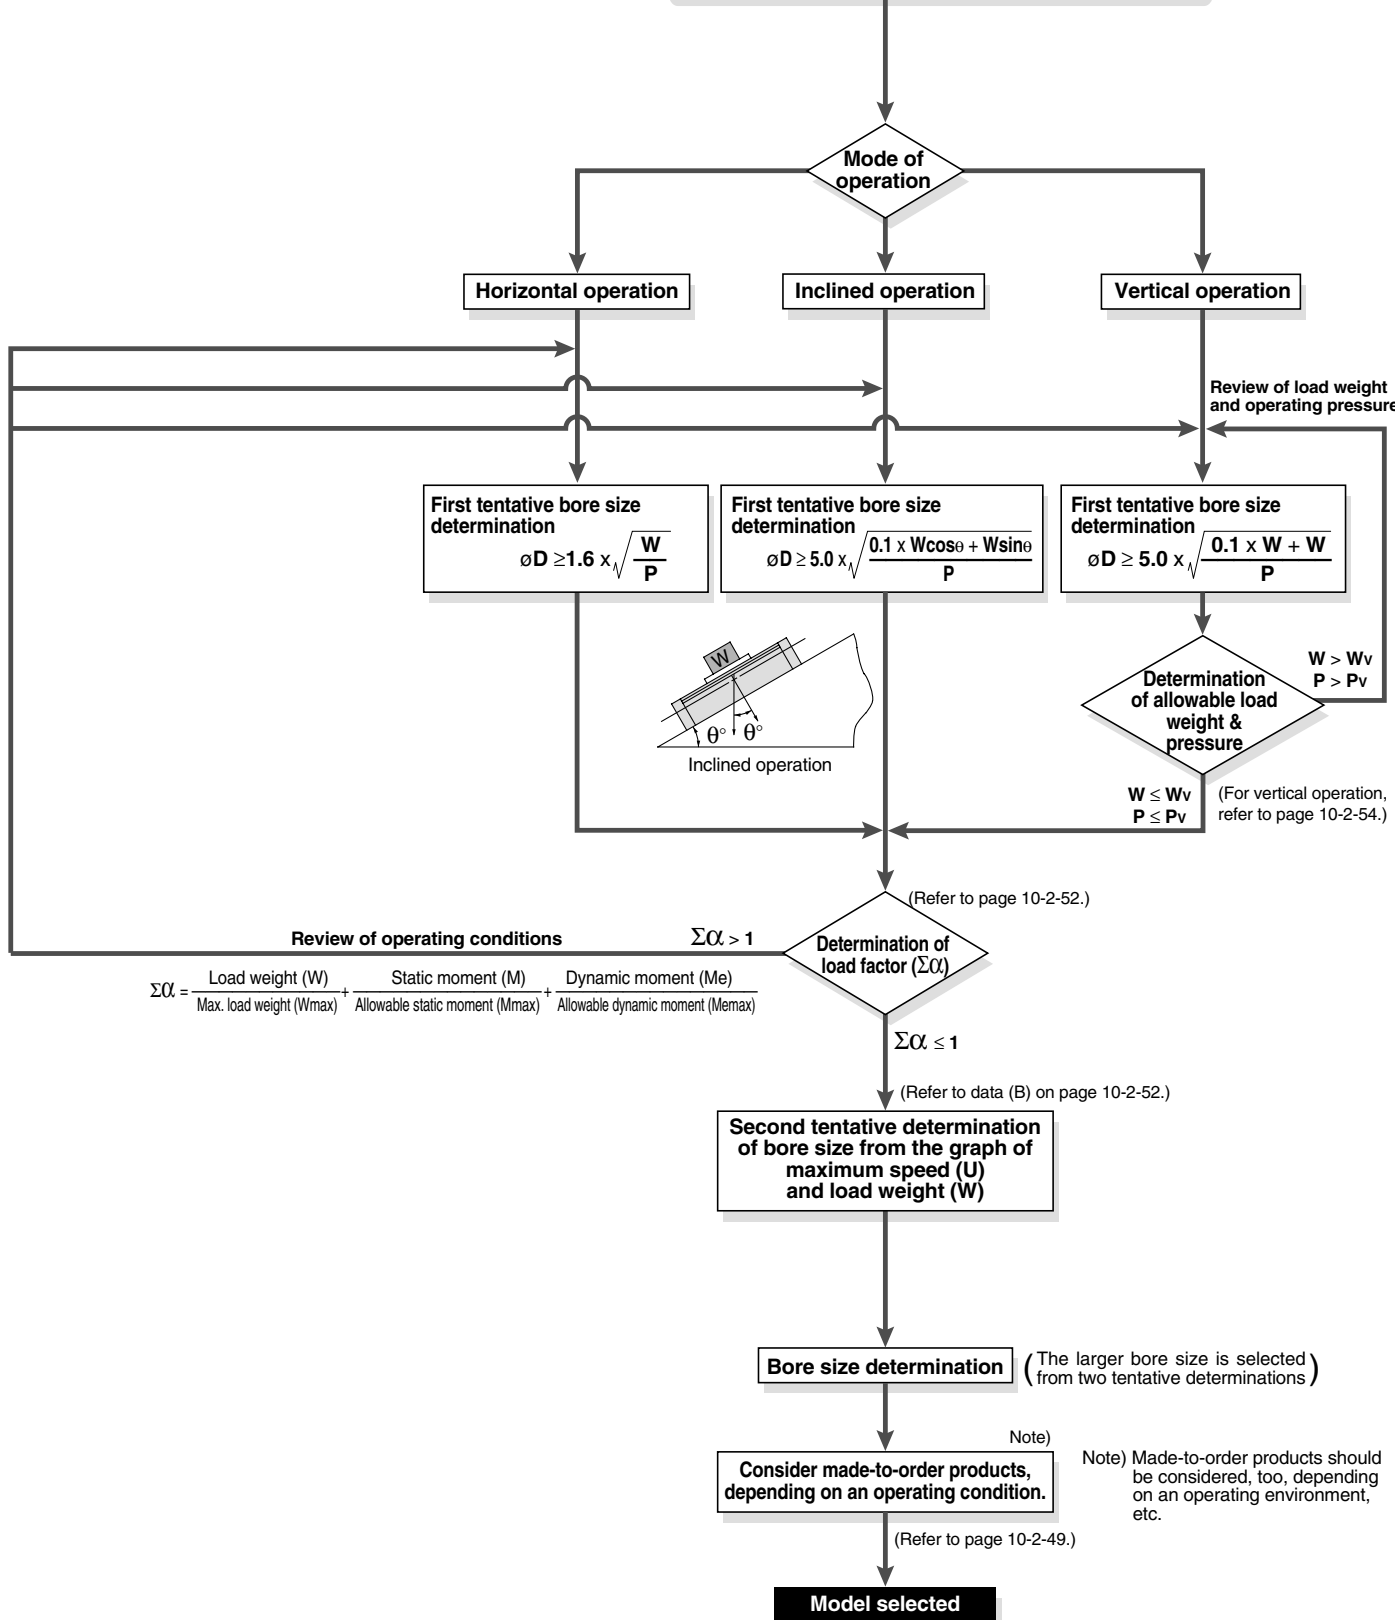 Mode of
operation
Horizontal operation
Inclined operation
Vertical operation
Review of load weight
and operating pressure
First tentative bore size
determination
øD ≥1.6 x √ W
P
First tentative bore size
determination
øD ≥ 5.0 x √ 0.1 x Wcosθ + Wsinθ
P
First tentative bore size
determination
øD ≥ 5.0 x √ 0.1 x W + W
P
W
θ° θ°
Inclined operation
W > Wv
P > Pv
Determination
of allowable load
weight &
pressure
W ≤ Wv
P ≤ Pv
(For vertical operation,
refer to page 10-2-54.)
(Refer to page 10-2-52.)
Review of operating conditions
Σα > 1
Determination of
load factor (Σα)
Σα = Load weight (W) + Static moment (M) + Dynamic moment (Me)
Max. load weight (Wmax) Allowable static moment (Mmax) Allowable dynamic moment (Memax)
Σα ≤ 1
(Refer to data (B) on page 10-2-52.)
Second tentative determination
of bore size from the graph of
maximum speed (U)
and load weight (W)
Bore size determination
(The larger bore size is selected
from two tentative determinations)
Note)
Consider made-to-order products,
depending on an operating condition.
Note) Made-to-order products should
be considered, too, depending
on an operating environment,
etc.
(Refer to page 10-2-49.)
Model selected